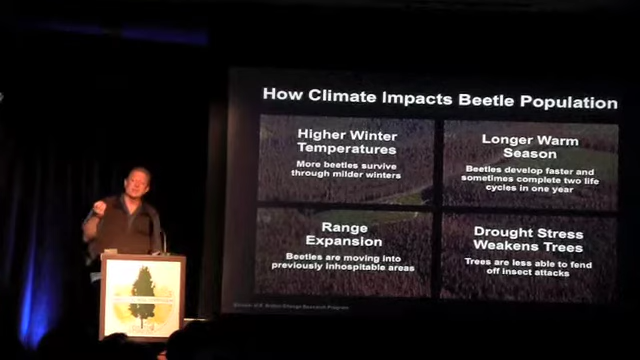 How Climate Impacts Beetle Population
Higher Winter
Temperatures
More beetles survive
through milder winters
Longer Warm
Season
Beetles develop faster and
sometimes complete two life
cycles in one year
Range
Expansion
Beetles are moving into
previously inhospitable areas
Drought Stress
Weakens Trees
Trees are less able to fend
off insect attacks